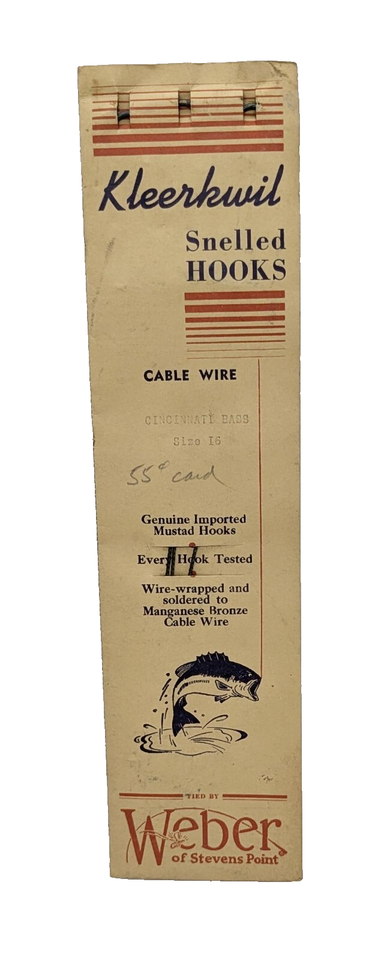 Kleerkwil
Snelled
HOOKS
CABLE WIRE
CINCINNATI BASS
Size I6
55¢ card
Genuine Imported
Mustad Hooks
Every Hook Tested
Wire-wrapped and
soldered to
Manganese Bronze
Cable Wire
TIED BY
Weber
of Stevens Point